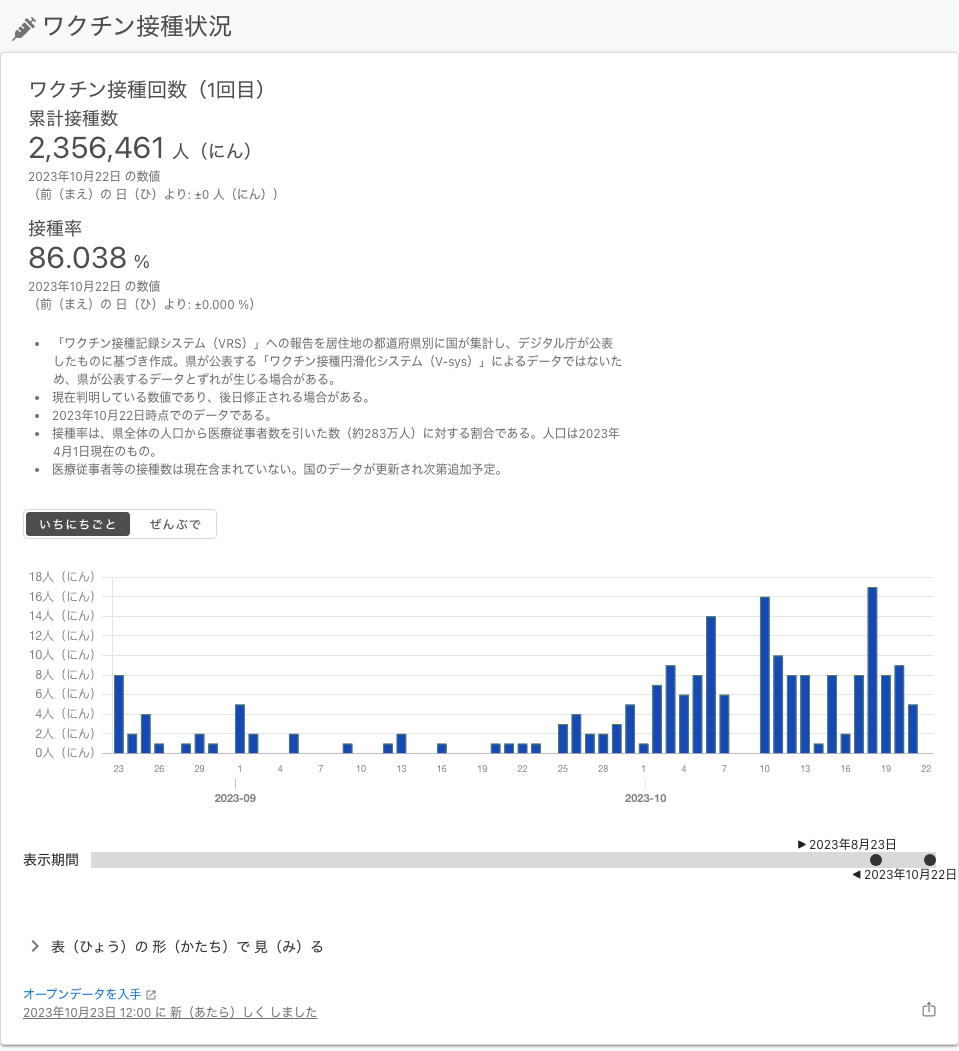 ワクチン接種状況
ワクチン接種回数（1回目）
累計接種数
2,356,461 人（にん）
2023年10月22日 の数値
（前（まえ）の 日（ひ）より: ±0 人（にん））
接種率
86.038 %
2023年10月22日 の数値
（前（まえ）の 日（ひ）より: ±0.000 %）
• 「ワクチン接種記録システム（VRS）」への報告を居住地の都道府県別に国が集計し、デジタル庁が公表
したものに基づき作成。県が公表する「ワクチン接種円滑化システム（V-sys）」によるデータではないた
め、県が公表するデータとずれが生じる場合がある。
• 現在判明している数値であり、後日修正される場合がある。
• 2023年10月22日時点でのデータである。
• 接種率は、県全体の人口から医療従事者数を引いた数（約283万人）に対する割合である。人口は2023年
4月1日現在のもの。
• 医療従事者等の接種数は現在含まれていない。国のデータが更新され次第追加予定。
いちにちごと ぜんぶで
18人（にん）
16人（にん）
14人（にん）
12人（にん）
10人（にん）
8人（にん）
6人（にん）
4人（にん）
2人（にん）
0人（にん）
23 26 29 1 4 7 10 13 16 19 22 25 28 1 4 7 10 13 16 19 22
2023-09 2023-10
▶ 2023年8月23日
表示期間
◀ 2023年10月22日
表（ひょう）の 形（かたち）で 見（み）る
オープンデータを入手
2023年10月23日 12:00 に 新（あたら）しく しました